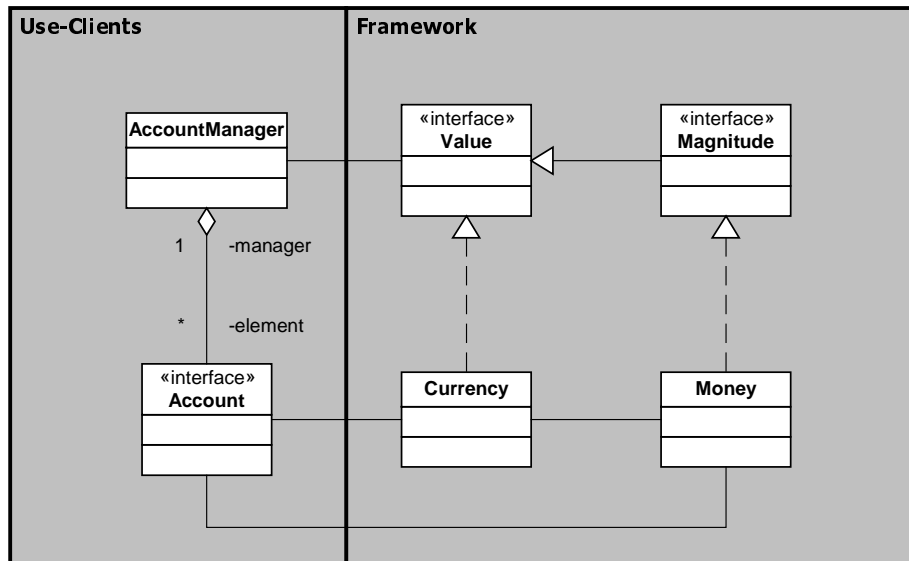 Use-Clients
Framework
AccountManager
«interface»
Value
«interface»
Magnitude
1
-manager
*
-element
«interface»
Account
Currency
Money